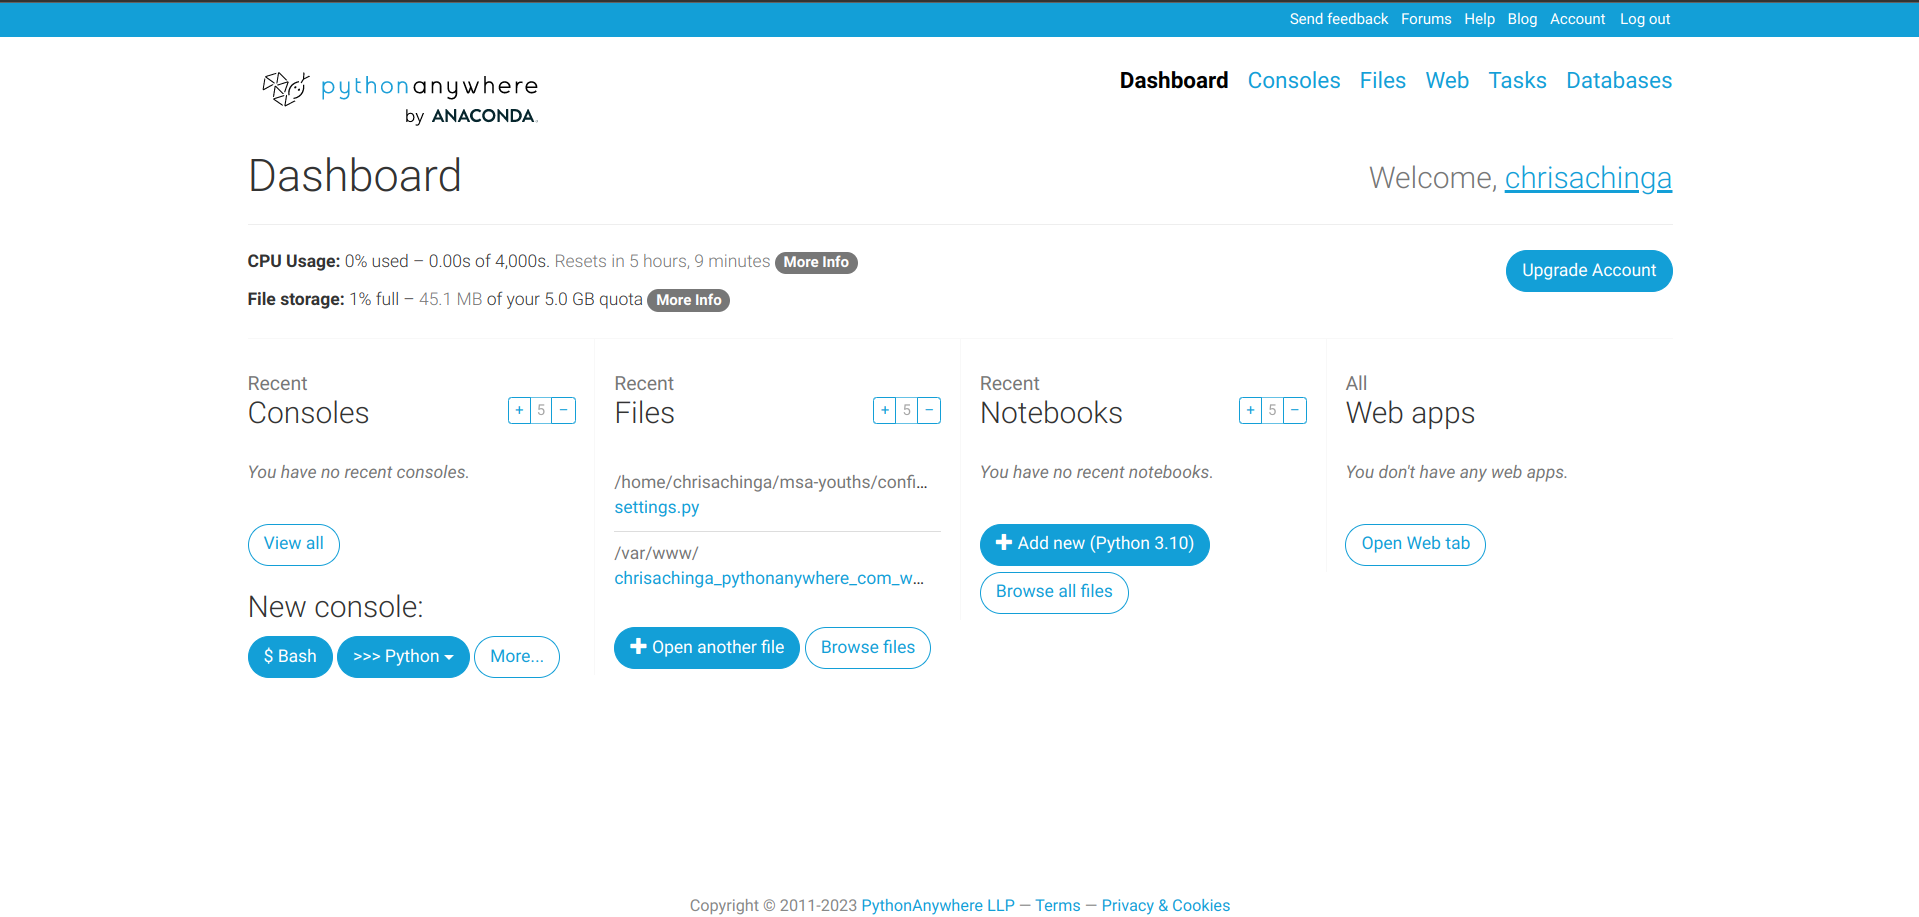 Send feedback Forums Help Blog Account Log out
pythonanywhere
by ANACONDA.
Dashboard Consoles Files Web Tasks Databases
Dashboard
Welcome, chrisachinga
CPU Usage: 0% used – 0.00s of 4,000s. Resets in 5 hours, 9 minutes More Info
Upgrade Account
File storage: 1% full – 45.1 MB of your 5.0 GB quota More Info
Recent
Consoles
+ 5 −
You have no recent consoles.
View all
New console:
$ Bash >>> Python More...
Recent
Files
+ 5 −
/home/chrisachinga/msa-youths/confi...
settings.py
/var/www/
chrisachinga_pythonanywhere_com_w...
+ Open another file Browse files
Recent
Notebooks
+ 5 −
You have no recent notebooks.
+ Add new (Python 3.10)
Browse all files
All
Web apps
You don't have any web apps.
Open Web tab
Copyright © 2011-2023 PythonAnywhere LLP — Terms — Privacy & Cookies